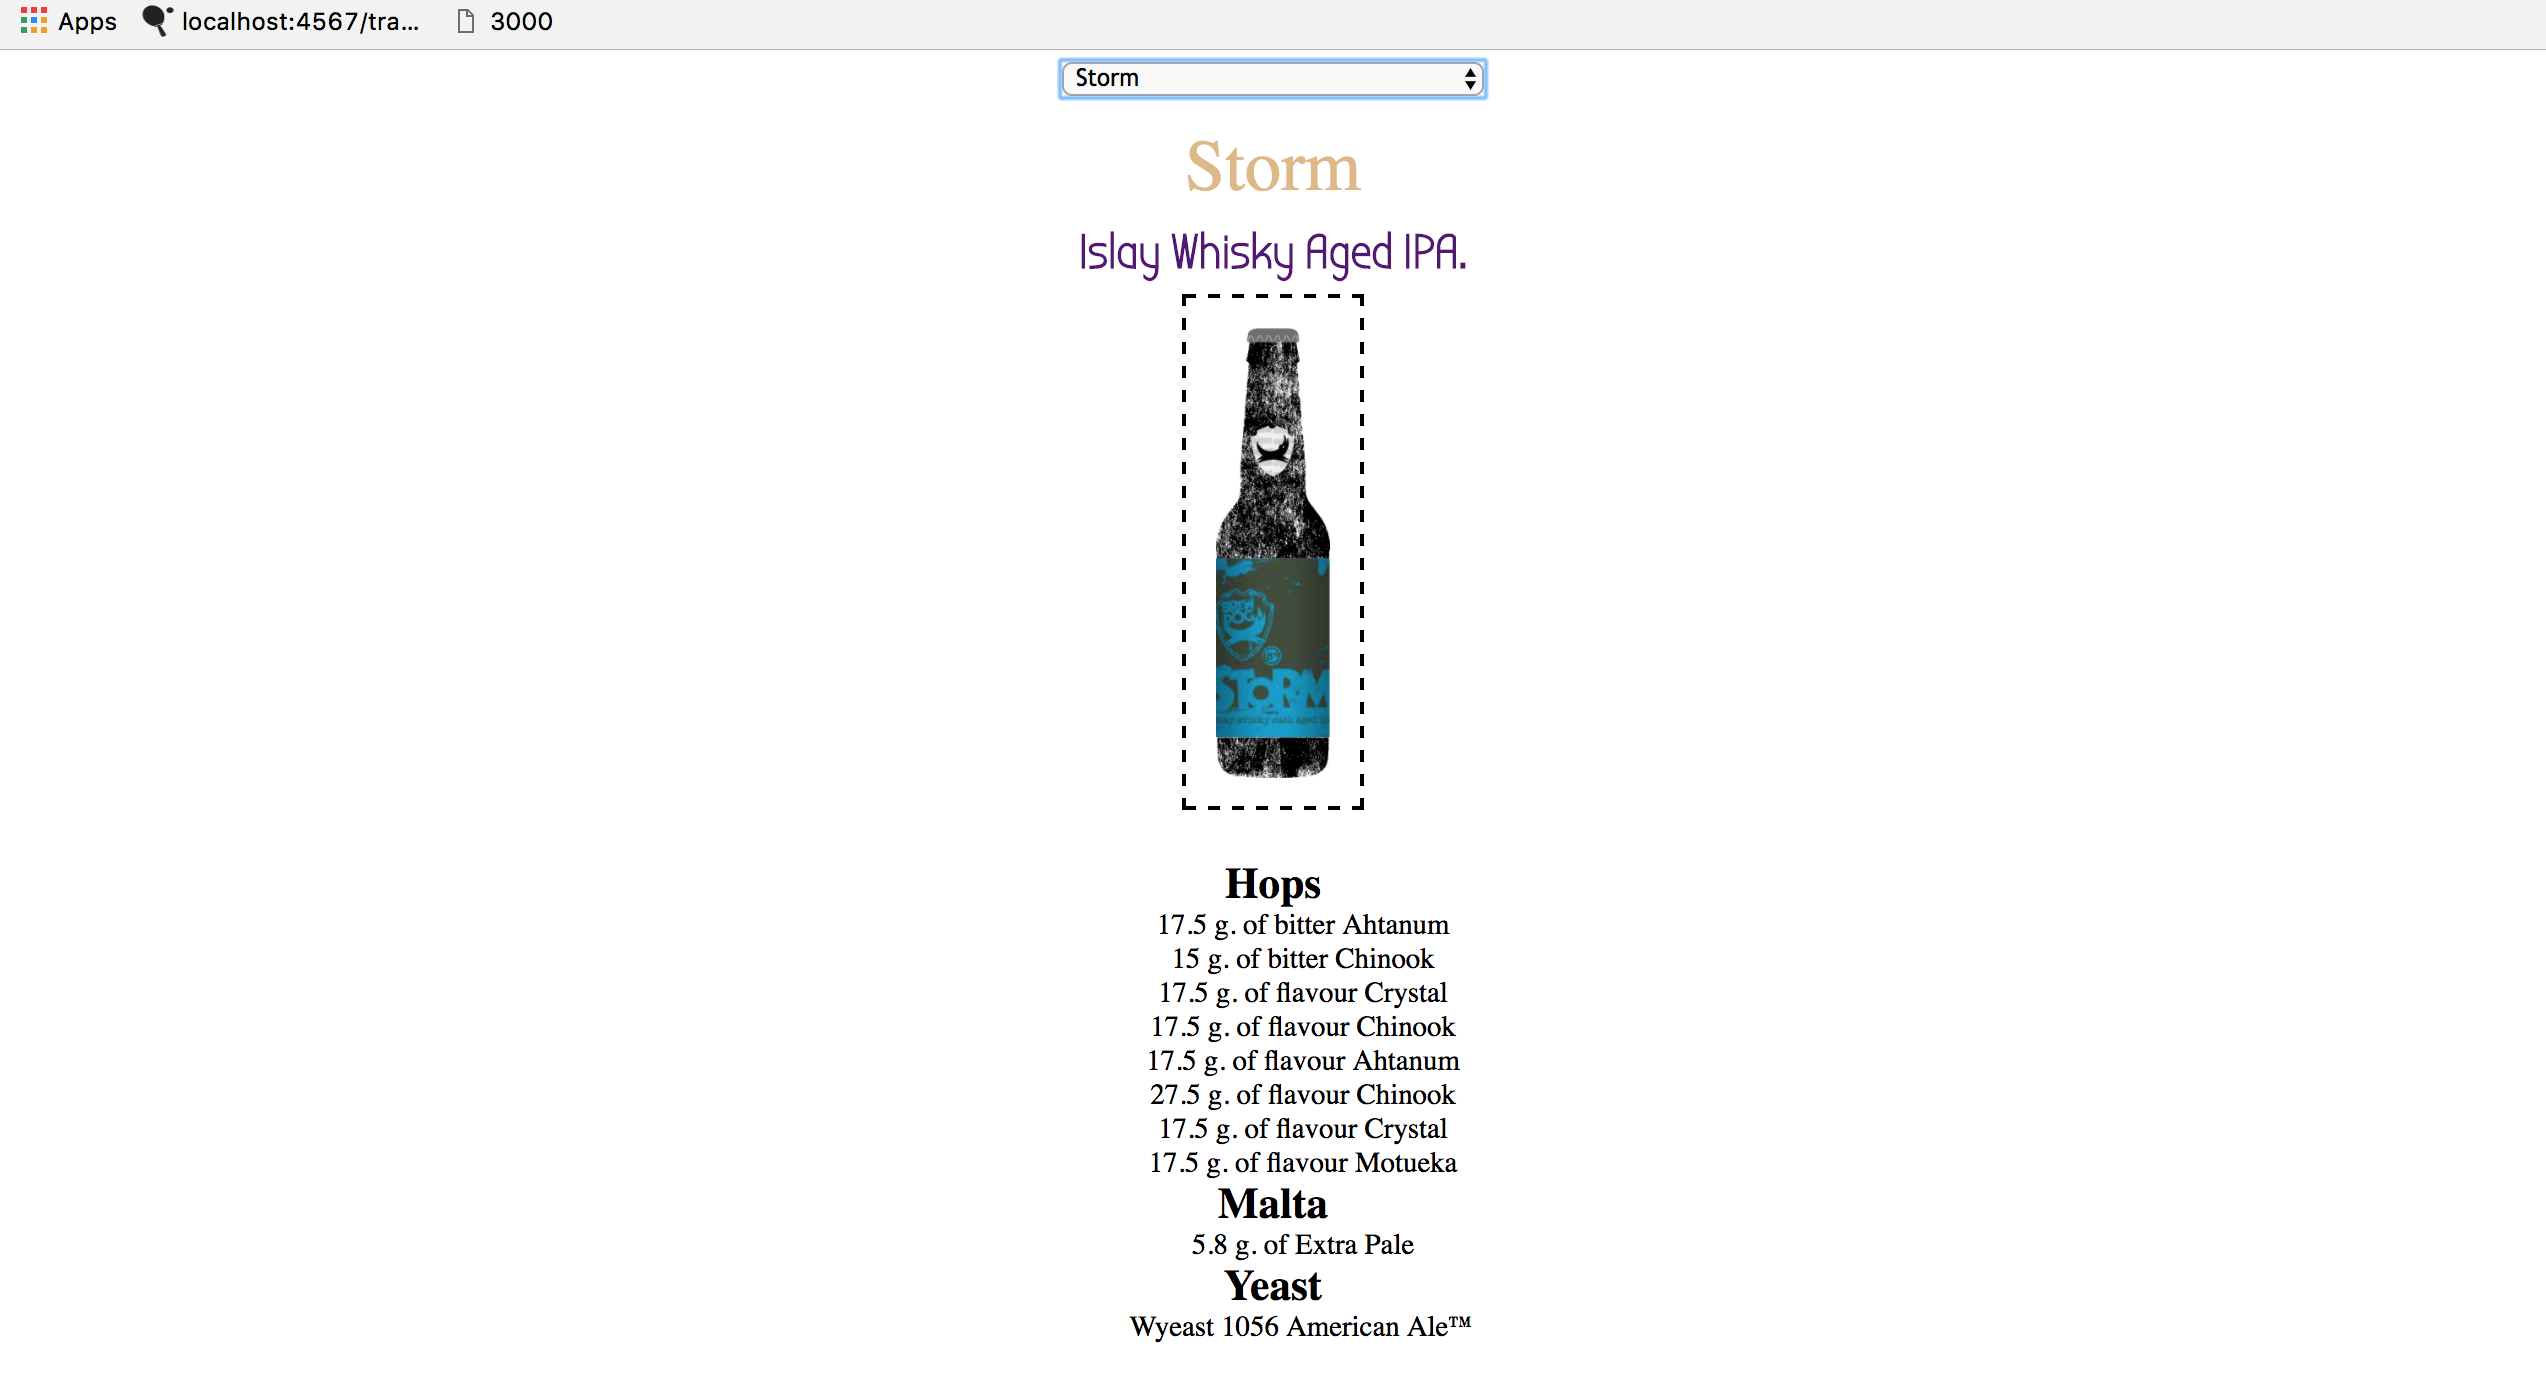 Apps localhost:4567/tra... 3000
Storm
Storm
Islay Whisky Aged IPA.
BREW
DOG
STORM
Hops
17.5 g. of bitter Ahtanum
15 g. of bitter Chinook
17.5 g. of flavour Crystal
17.5 g. of flavour Chinook
17.5 g. of flavour Ahtanum
27.5 g. of flavour Chinook
17.5 g. of flavour Crystal
17.5 g. of flavour Motueka
Malta
5.8 g. of Extra Pale
Yeast
Wyeast 1056 American Ale™